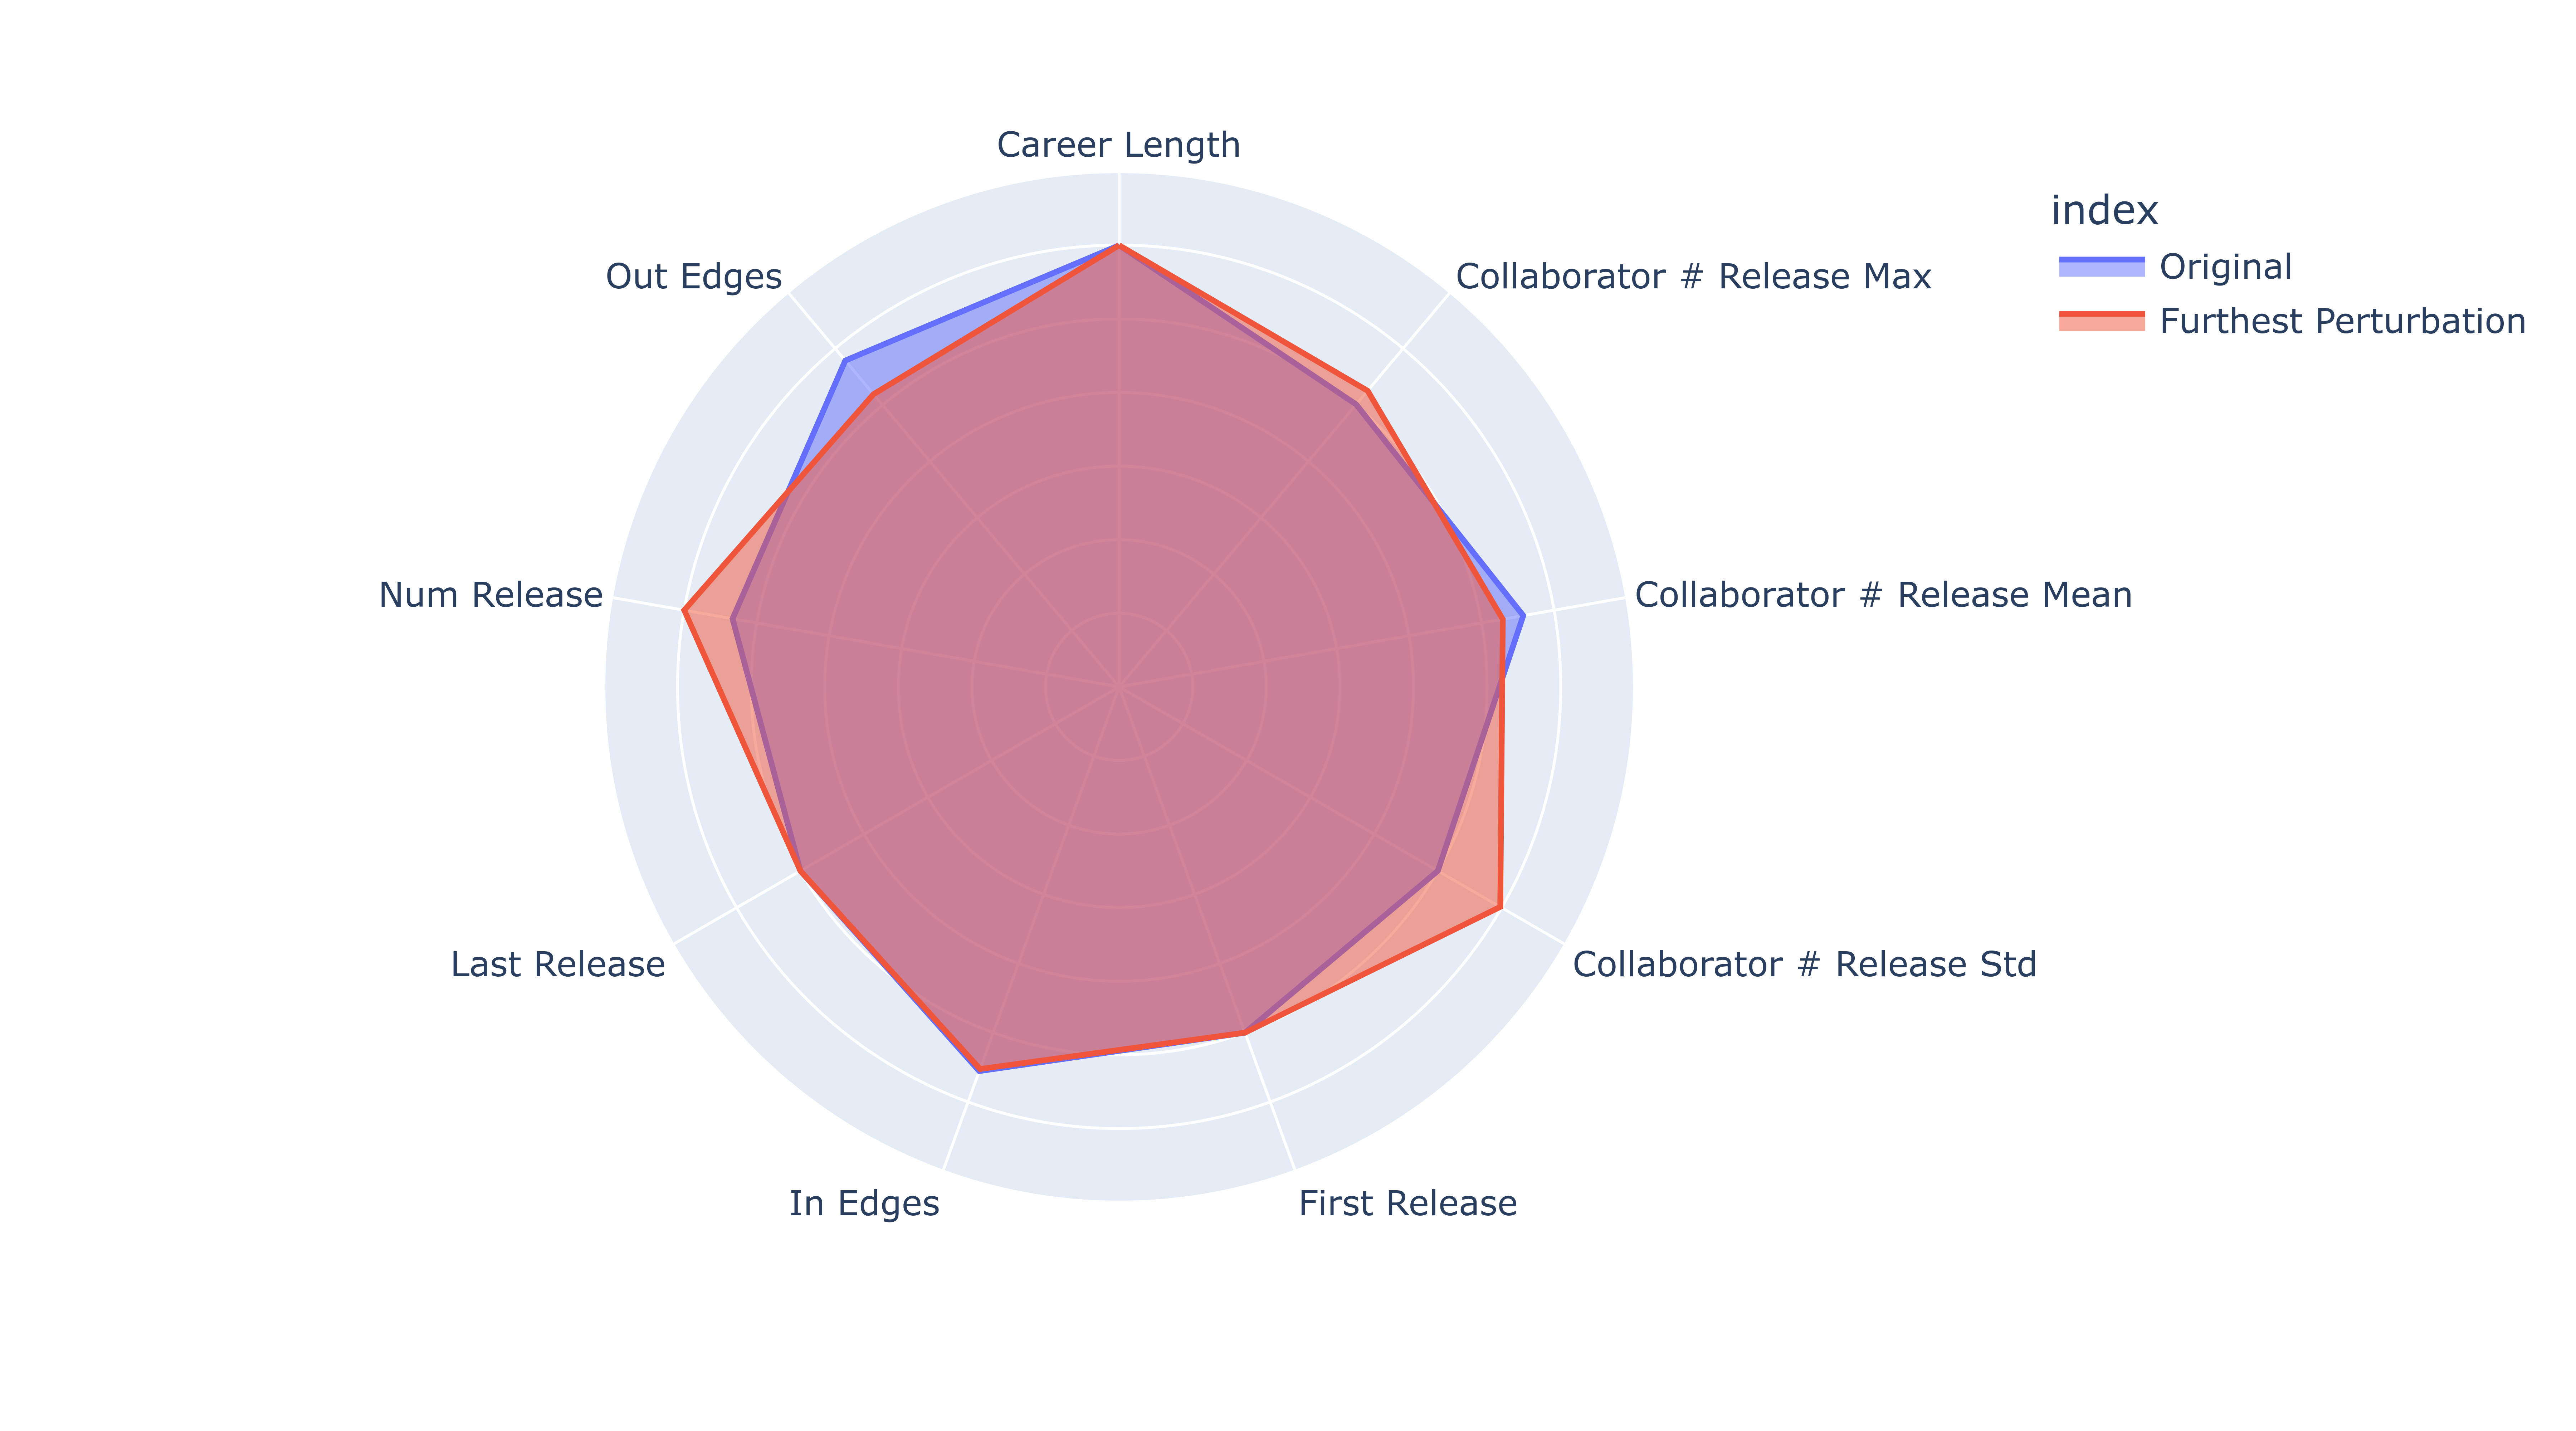 Career Length
Out Edges
Collaborator # Release Max
Num Release
Collaborator # Release Mean
Last Release
Collaborator # Release Std
In Edges
First Release
index
Original
Furthest Perturbation